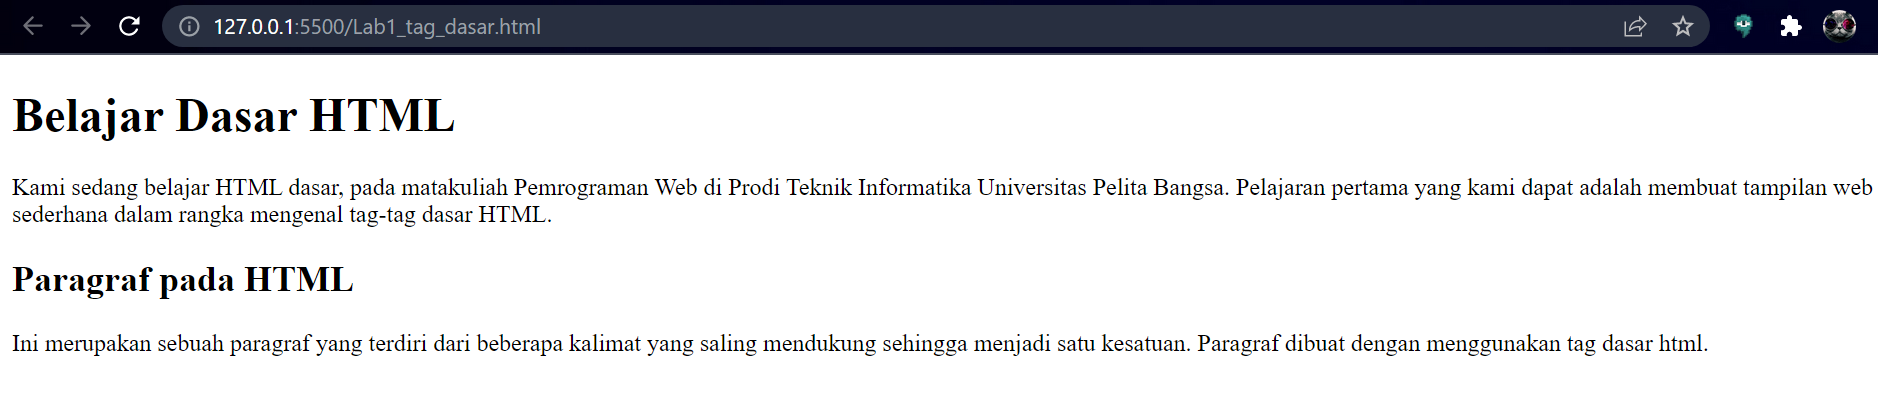 127.0.0.1:5500/Lab1_tag_dasar.html
Belajar Dasar HTML
Kami sedang belajar HTML dasar, pada matakuliah Pemrograman Web di Prodi Teknik Informatika Universitas Pelita Bangsa. Pelajaran pertama yang kami dapat adalah membuat tampilan web
sederhana dalam rangka mengenal tag-tag dasar HTML.
Paragraf pada HTML
Ini merupakan sebuah paragraf yang terdiri dari beberapa kalimat yang saling mendukung sehingga menjadi satu kesatuan. Paragraf dibuat dengan menggunakan tag dasar html.